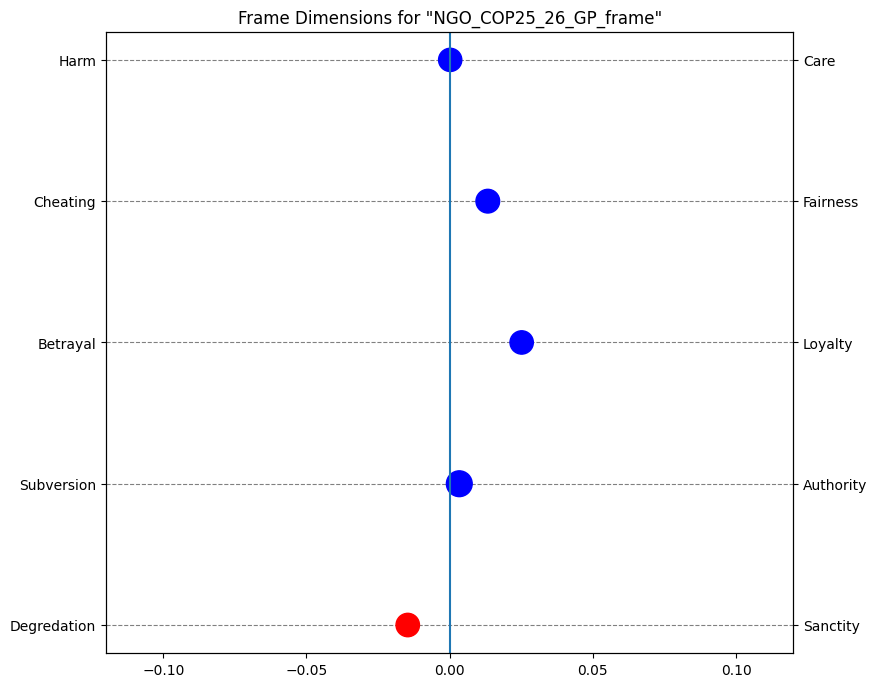 Frame Dimensions for "NGO_COP25_26_GP_frame"
Harm Care
Cheating Fairness
Betrayal Loyalty
Subversion Authority
Degredation Sanctity
−0.10 −0.05 0.00 0.05 0.10